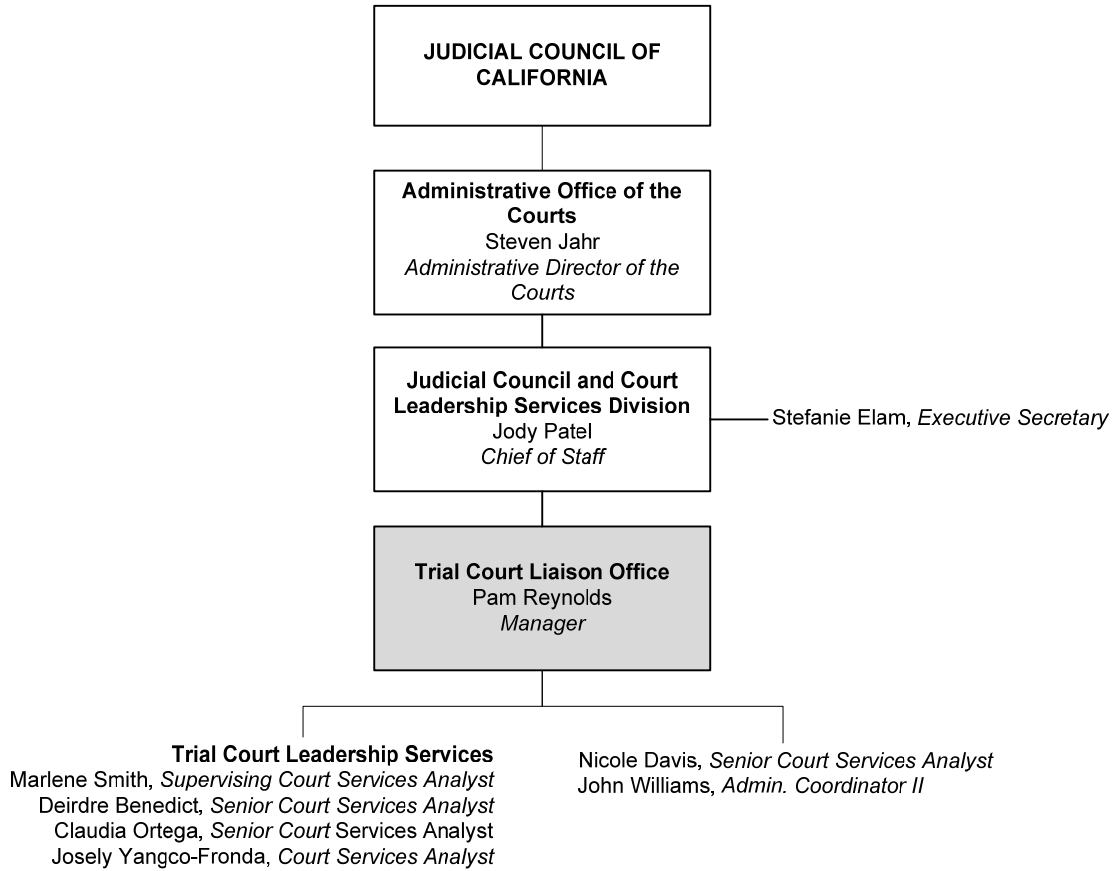 JUDICIAL COUNCIL OF
CALIFORNIA
Administrative Office of the
Courts
Steven Jahr
Administrative Director of the
Courts
Judicial Council and Court
Leadership Services Division
Jody Patel
Chief of Staff
Stefanie Elam, Executive Secretary
Trial Court Liaison Office
Pam Reynolds
Manager
Trial Court Leadership Services
Marlene Smith, Supervising Court Services Analyst
Deirdre Benedict, Senior Court Services Analyst
Claudia Ortega, Senior Court Services Analyst
Josely Yangco-Fronda, Court Services Analyst
Nicole Davis, Senior Court Services Analyst
John Williams, Admin. Coordinator II